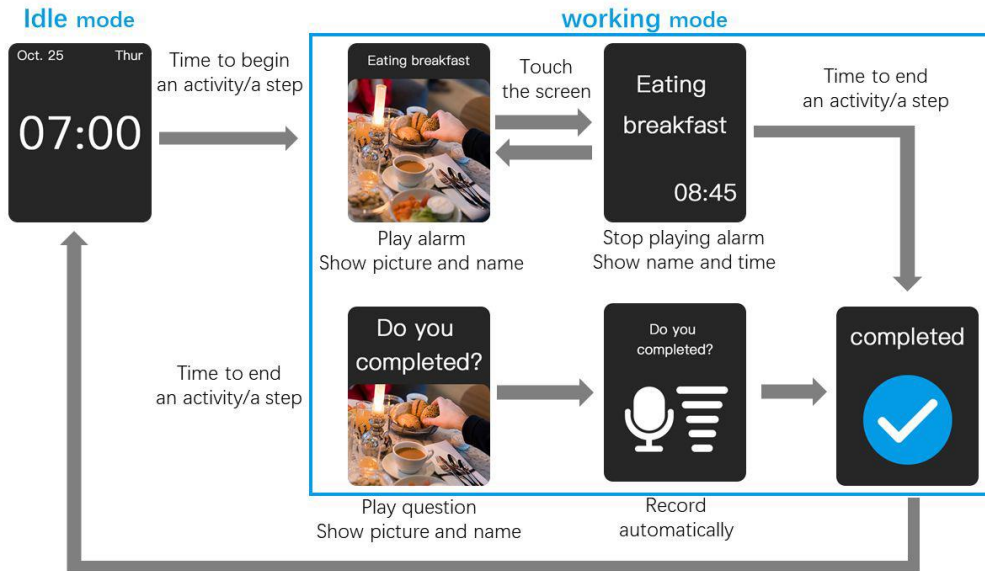 Idle mode
working mode
Oct. 25 Thur
07:00
Time to begin
an activity/a step
Eating breakfast
Touch
the screen
Eating
breakfast
08:45
Time to end
an activity/a step
Play alarm
Show picture and name
Stop playing alarm
Show name and time
Time to end
an activity/a step
Do you
completed?
Do you
completed?
completed
Play question
Show picture and name
Record
automatically